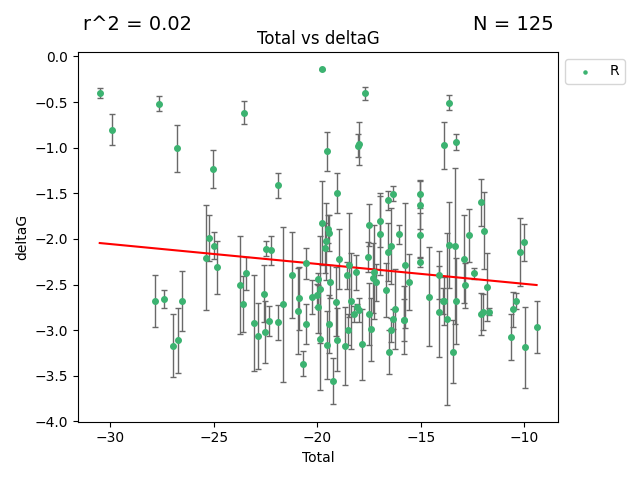 r^2 = 0.02 N = 125
Total vs deltaG
R
deltaG
0.0
−0.5
−1.0
−1.5
−2.0
−2.5
−3.0
−3.5
−4.0
−30 −25 −20 −15 −10
Total